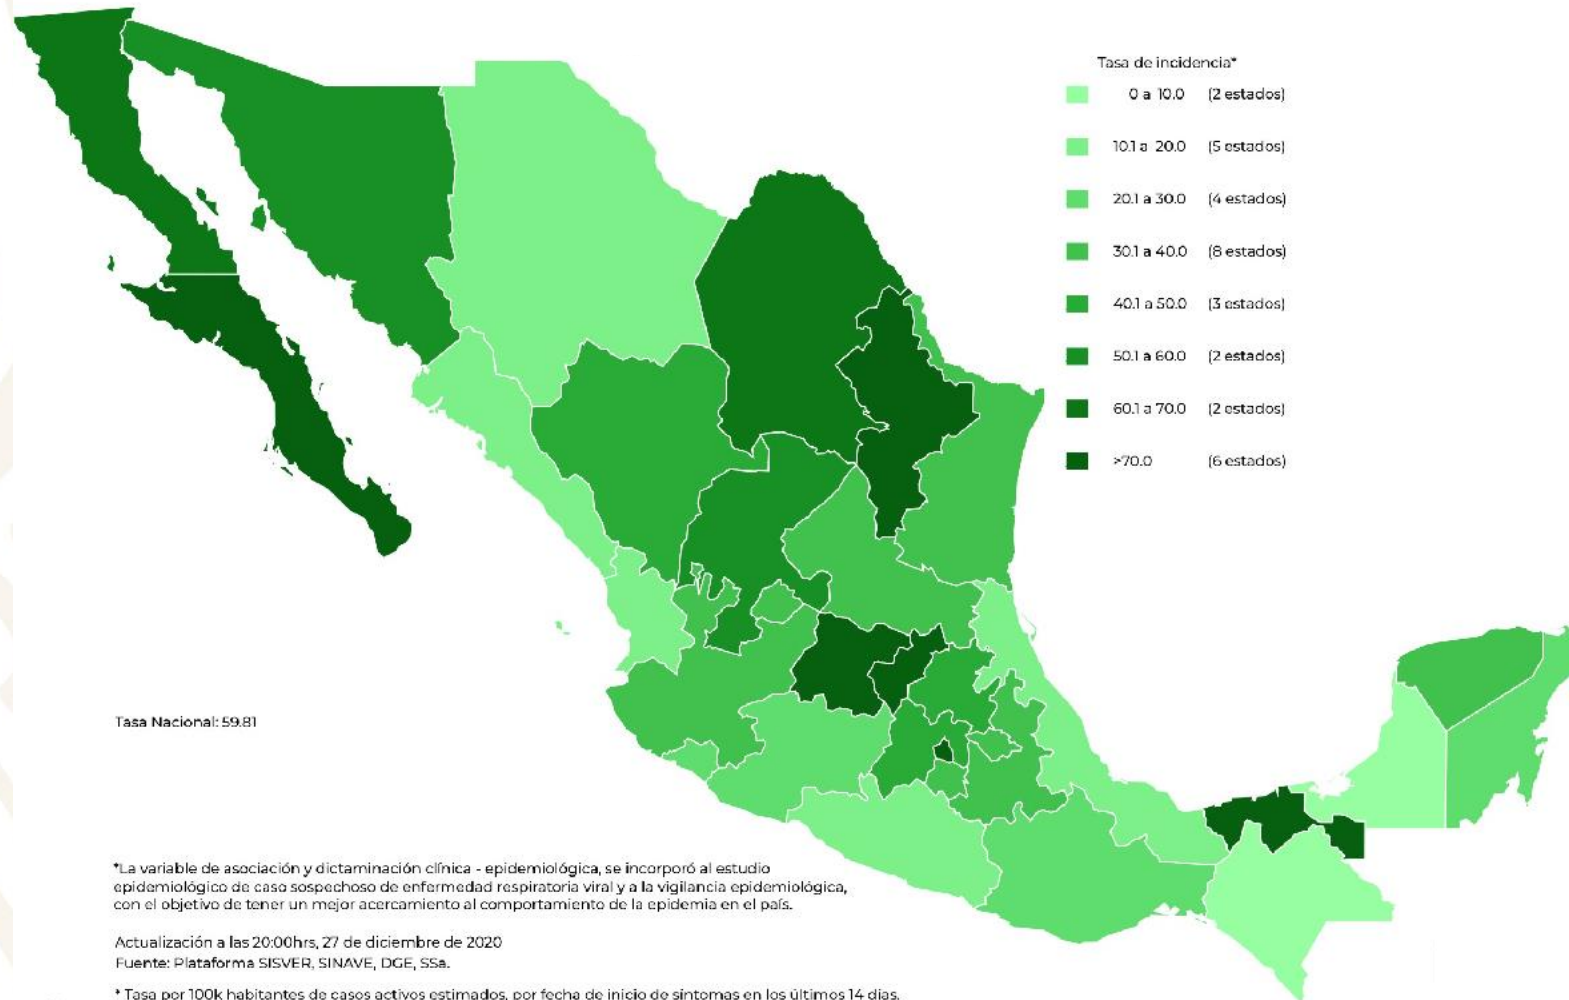 Tasa de incidencia*
0 a 10.0 (2 estados)
10.1 a 20.0 (5 estados)
20.1 a 30.0 (4 estados)
30.1 a 40.0 (8 estados)
40.1 a 50.0 (3 estados)
50.1 a 60.0 (2 estados)
60.1 a 70.0 (2 estados)
>70.0 (6 estados)
Tasa Nacional: 59.81
*La variable de asociación y dictaminación clínica - epidemiológica, se incorporó al estudio
epidemiológico de caso sospechoso de enfermedad respiratoria viral y a la vigilancia epidemiológica,
con el objetivo de tener un mejor acercamiento al comportamiento de la epidemia en el país.
Actualización a las 20:00hrs, 27 de diciembre de 2020
Fuente: Plataforma SISVER, SINAVE, DGE, SSa.
* Tasa por 100k habitantes de casos activos estimados, por fecha de inicio de síntomas en los últimos 14 días.